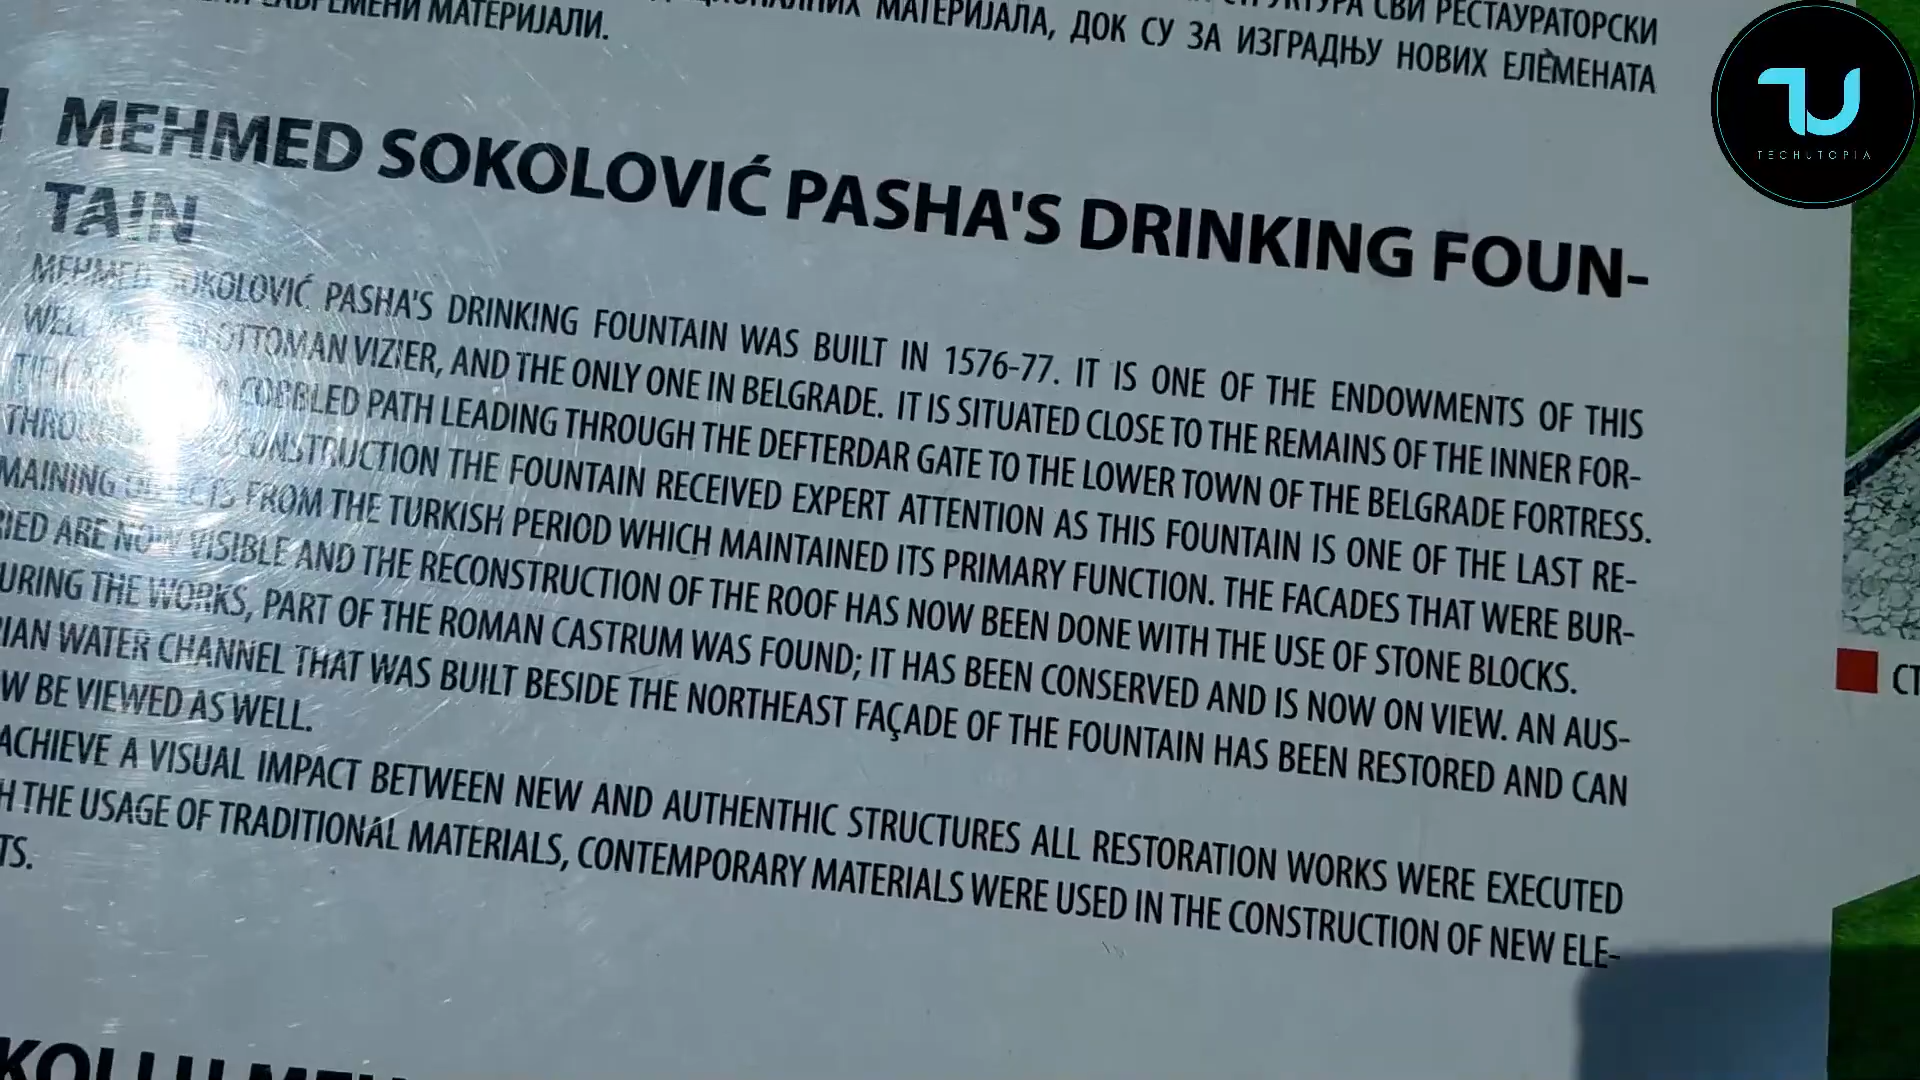 МАТЕРИЈАЛИ.
МАТЕРИЈАЛА, ДОК СУ ЗА ИЗГРАДЊУ НОВИХ ЕЛЕМЕНАТА
СВИ РЕСТАУРАТОРСКИ
MEHMED SOKOLOVIĆ PASHA'S DRINKING FOUN-
TAIN
MEHMED SOKOLOVIĆ PASHA'S DRINKING FOUNTAIN WAS BUILT IN 1576-77. IT IS ONE OF THE ENDOWMENTS OF THIS
OTTOMAN VIZIER, AND THE ONLY ONE IN BELGRADE. IT IS SITUATED CLOSE TO THE REMAINS OF THE INNER FOR-
COBBLED PATH LEADING THROUGH THE DEFTERDAR GATE TO THE LOWER TOWN OF THE BELGRADE FORTRESS.
CONSTRUCTION THE FOUNTAIN RECEIVED EXPERT ATTENTION AS THIS FOUNTAIN IS ONE OF THE LAST RE-
MAINING OBJECTS FROM THE TURKISH PERIOD WHICH MAINTAINED ITS PRIMARY FUNCTION. THE FACADES THAT WERE BUR-
IED ARE NOW VISIBLE AND THE RECONSTRUCTION OF THE ROOF HAS NOW BEEN DONE WITH THE USE OF STONE BLOCKS.
URING THE WORKS, PART OF THE ROMAN CASTRUM WAS FOUND; IT HAS BEEN CONSERVED AND IS NOW ON VIEW. AN AUS-
RIAN WATER CHANNEL THAT WAS BUILT BESIDE THE NORTHEAST FAÇADE OF THE FOUNTAIN HAS BEEN RESTORED AND CAN
OW BE VIEWED AS WELL.
ACHIEVE A VISUAL IMPACT BETWEEN NEW AND AUTHENTHIC STRUCTURES ALL RESTORATION WORKS WERE EXECUTED
H THE USAGE OF TRADITIONAL MATERIALS, CONTEMPORARY MATERIALS WERE USED IN THE CONSTRUCTION OF NEW ELE-
TS.
СТ
TECHUTOPIA